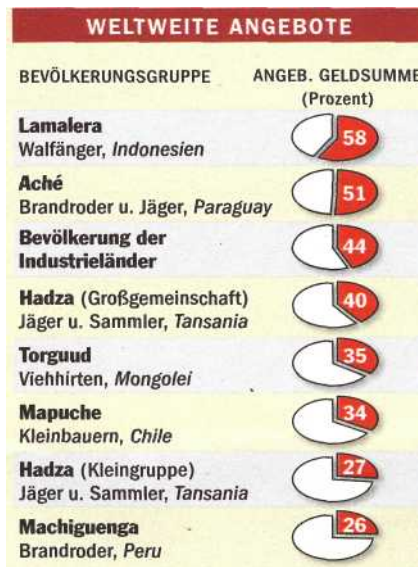 WELTWEITE ANGEBOTE
BEVÖLKERUNGSGRUPPE ANGEB. GELDSUMME
(Prozent)
Lamalera
Walfänger, Indonesien 58
Aché
Brandroder u. Jäger, Paraguay 51
Bevölkerung der
Industrieländer 44
Hadza (Großgemeinschaft)
Jäger u. Sammler, Tansania 40
Torguud
Viehhirten, Mongolei 35
Mapuche
Kleinbauern, Chile 34
Hadza (Kleingruppe)
Jäger u. Sammler, Tansania 27
Machiguenga
Brandroder, Peru 26